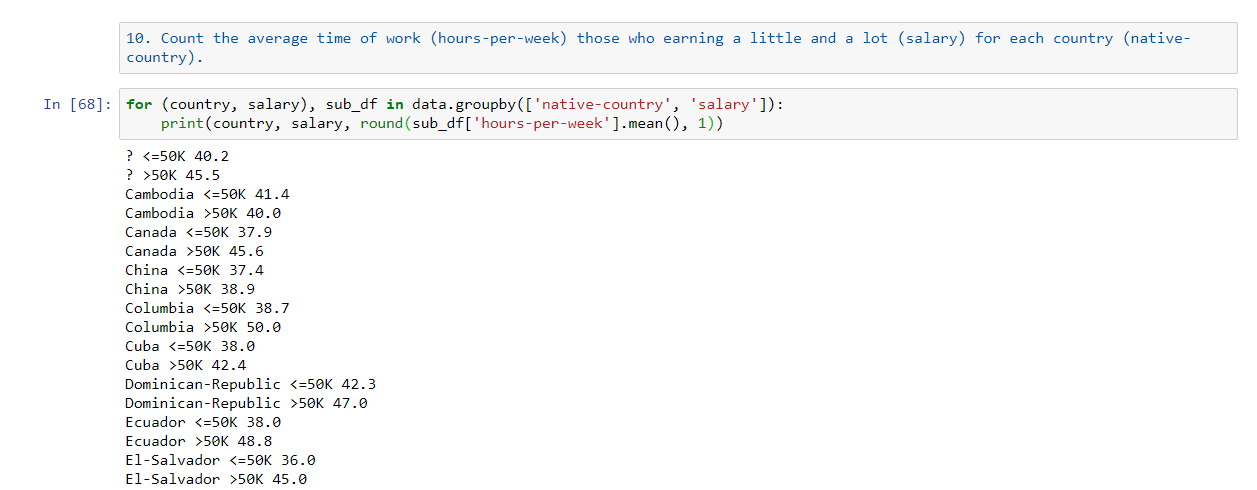 10. Count the average time of work (hours-per-week) those who earning a little and a lot (salary) for each country (native-
country).
In [68]: for (country, salary), sub_df in data.groupby(['native-country', 'salary']):
    print(country, salary, round(sub_df['hours-per-week'].mean(), 1))
? <=50K 40.2
? >50K 45.5
Cambodia <=50K 41.4
Cambodia >50K 40.0
Canada <=50K 37.9
Canada >50K 45.6
China <=50K 37.4
China >50K 38.9
Columbia <=50K 38.7
Columbia >50K 50.0
Cuba <=50K 38.0
Cuba >50K 42.4
Dominican-Republic <=50K 42.3
Dominican-Republic >50K 47.0
Ecuador <=50K 38.0
Ecuador >50K 48.8
El-Salvador <=50K 36.0
El-Salvador >50K 45.0